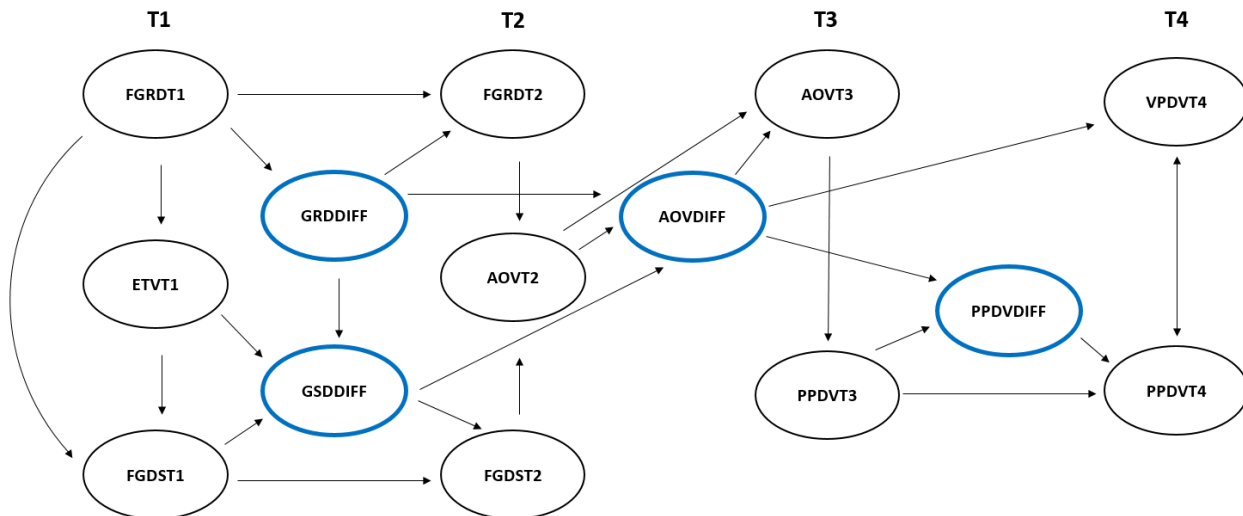 T1
T2
T3
T4
FGRDT1
FGRDT2
AOVT3
VPDVT4
GRDDIFF
AOVDIFF
ETVT1
AOVT2
PPDVDIFF
GSDDIFF
PPDVT3
PPDVT4
FGDST1
FGDST2